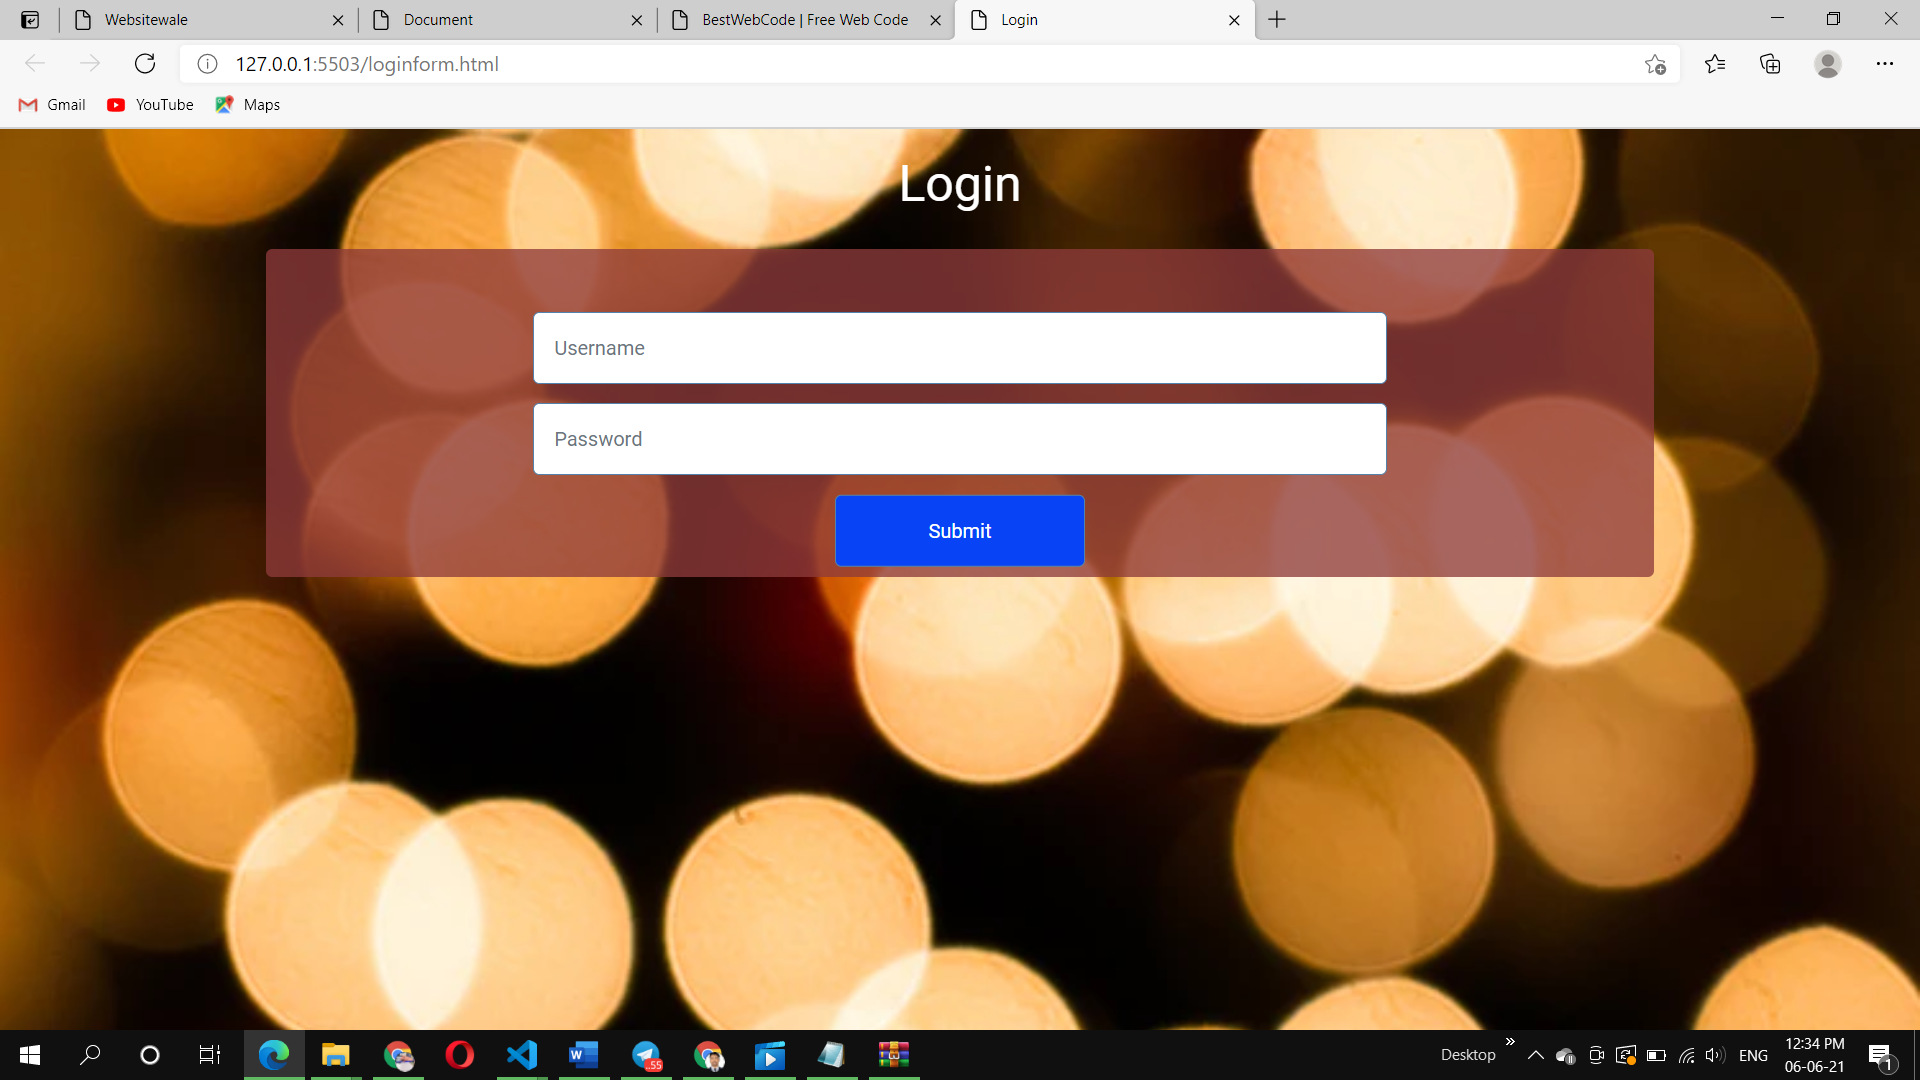 Websitewale
Document
BestWebCode | Free Web Code
Login
127.0.0.1:5503/loginform.html
Gmail
YouTube
Maps
Login
Username
Password
Submit
55
Desktop
ENG
12:34 PM
06-06-21
1